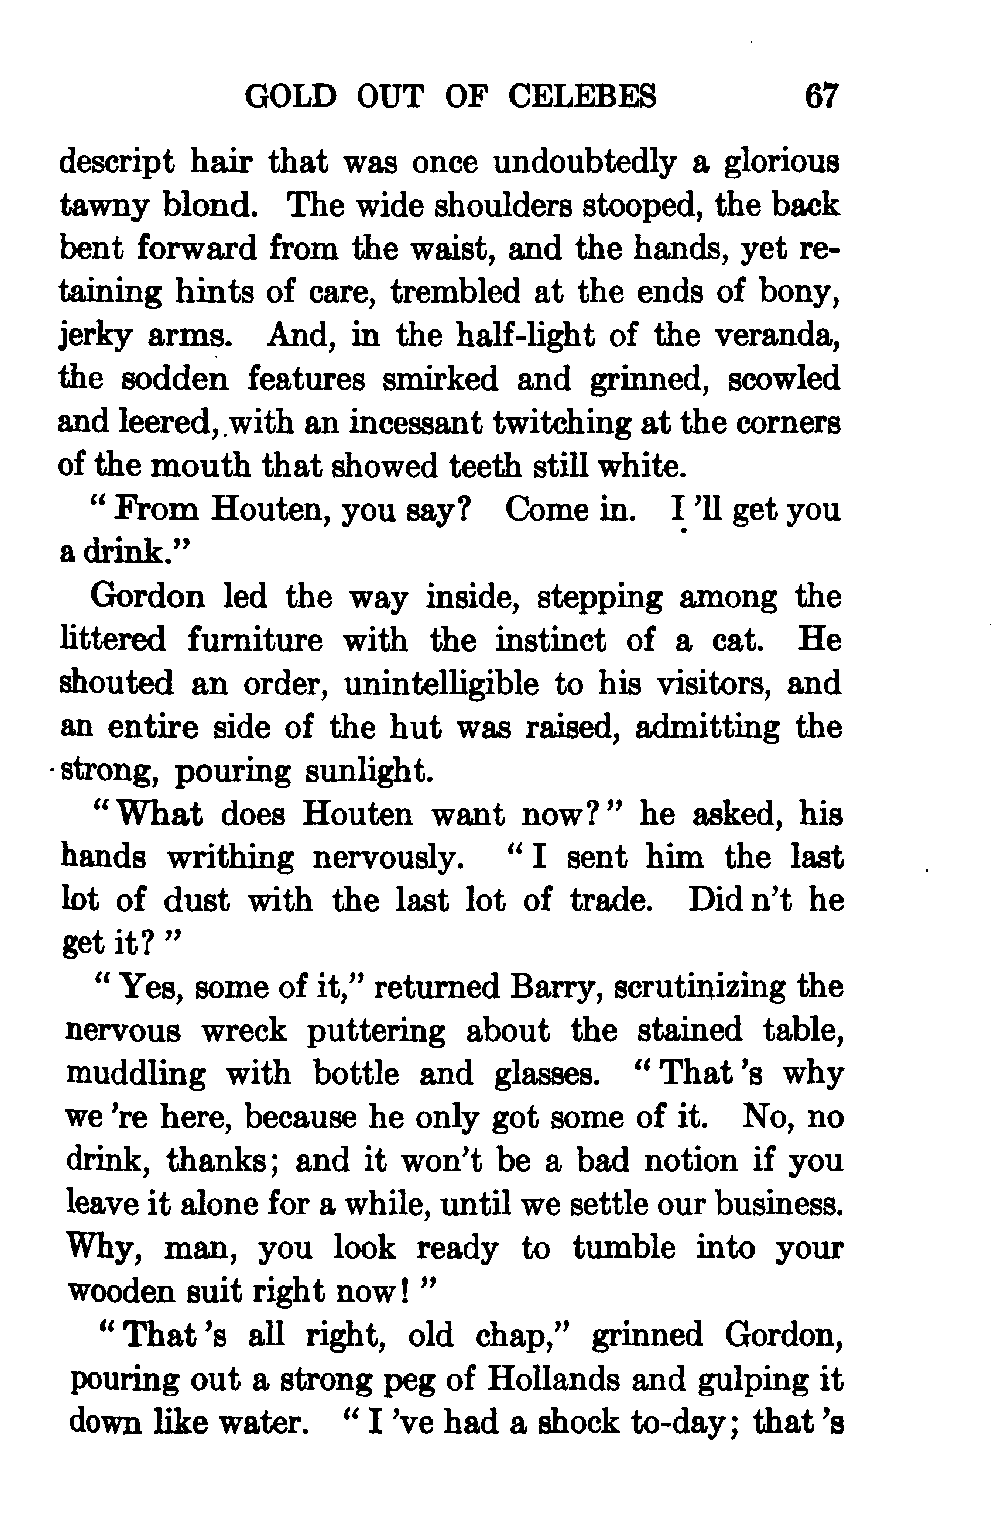 GOLD OUT OF CELEBES 67
descript hair that was once undoubtedly a glorious
tawny blond. The wide shoulders stooped, the back
bent forward from the waist, and the hands, yet re-
taining hints of care, trembled at the ends of bony,
jerky arms. And, in the half-light of the veranda,
the sodden features smirked and grinned, scowled
and leered, with an incessant twitching at the corners
of the mouth that showed teeth still white.
“ From Houten, you say? Come in. I ’ll get you
a drink.”
Gordon led the way inside, stepping among the
littered furniture with the instinct of a cat. He
shouted an order, unintelligible to his visitors, and
an entire side of the hut was raised, admitting the
strong, pouring sunlight.
“ What does Houten want now? ” he asked, his
hands writhing nervously. “ I sent him the last
lot of dust with the last lot of trade. Did n’t he
get it? ”
“ Yes, some of it,” returned Barry, scrutinizing the
nervous wreck puttering about the stained table,
muddling with bottle and glasses. “ That ’s why
we ’re here, because he only got some of it. No, no
drink, thanks; and it won’t be a bad notion if you
leave it alone for a while, until we settle our business.
Why, man, you look ready to tumble into your
wooden suit right now! ”
“ That ’s all right, old chap,” grinned Gordon,
pouring out a strong peg of Hollands and gulping it
down like water. “ I ’ve had a shock to-day; that ’s